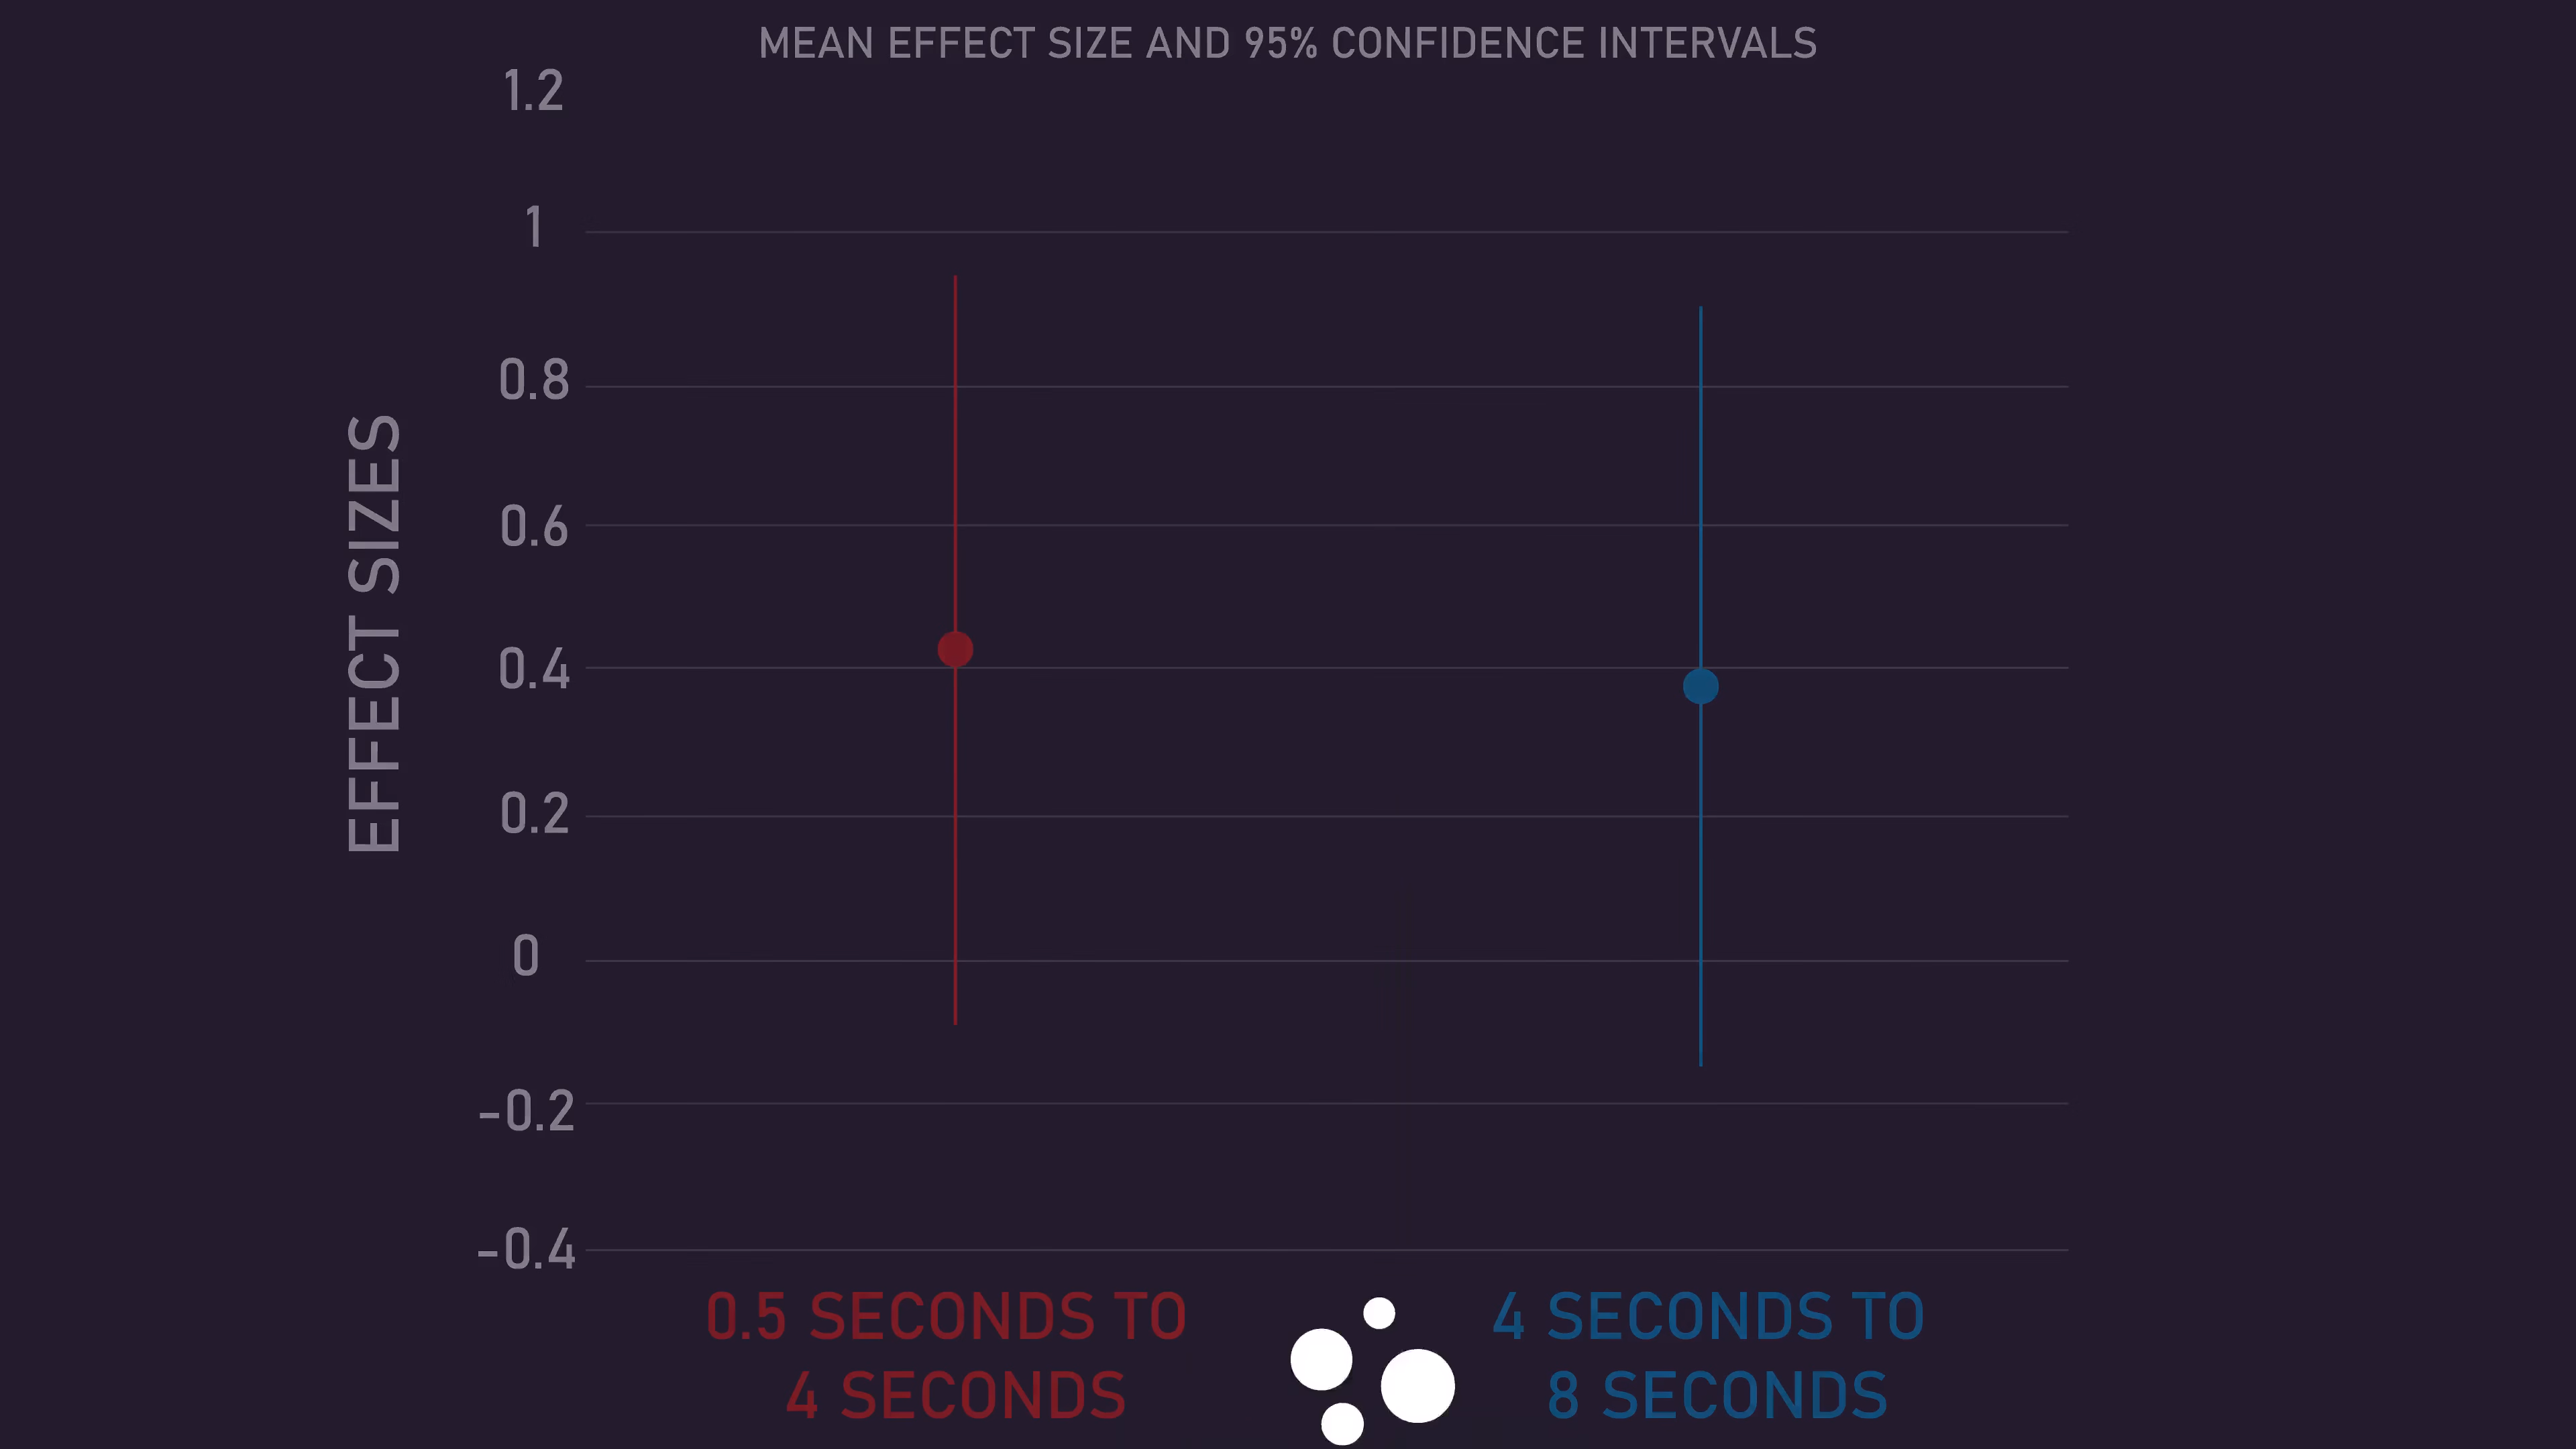 MEAN EFFECT SIZE AND 95% CONFIDENCE INTERVALS
1.2
1
0.8
0.6
0.4
0.2
0
-0.2
-0.4
EFFECT SIZES
0.5 SECONDS TO
4 SECONDS
4 SECONDS TO
8 SECONDS